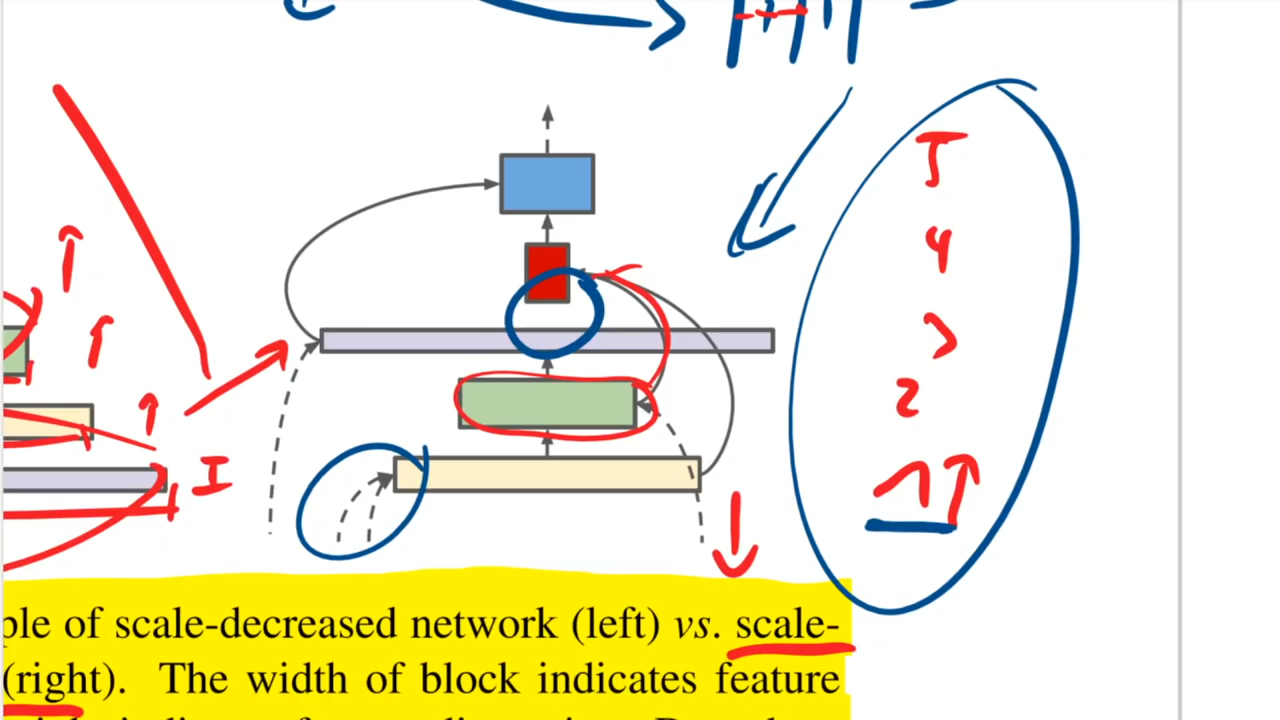 5
4
3
2
1
I
ple of scale-decreased network (left) vs. scale-
(right). The width of block indicates feature